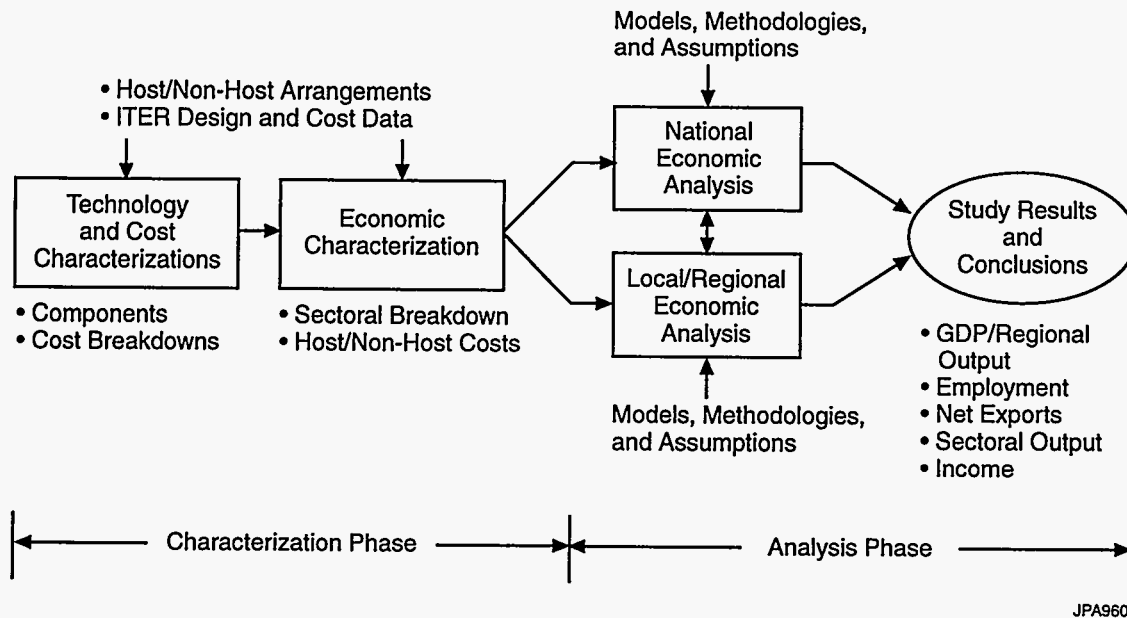 Models, Methodologies,
and Assumptions
• Host/Non-Host Arrangements
• ITER Design and Cost Data
Technology
and Cost
Characterizations
• Components
• Cost Breakdowns
Economic
Characterization
• Sectoral Breakdown
• Host/Non-Host Costs
National
Economic
Analysis
Local/Regional
Economic
Analysis
Models, Methodologies,
and Assumptions
Study Results
and
Conclusions
• GDP/Regional
Output
• Employment
• Net Exports
• Sectoral Output
• Income
Characterization Phase
Analysis Phase
JPA960